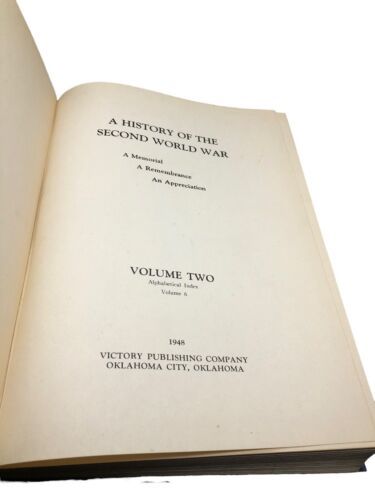 A HISTORY OF THE
SECOND WORLD WAR
A Memorial
A Remembrance
An Appreciation
VOLUME TWO
Alphabetical Index
Volume 6
1948
VICTORY PUBLISHING COMPANY
OKLAHOMA CITY, OKLAHOMA